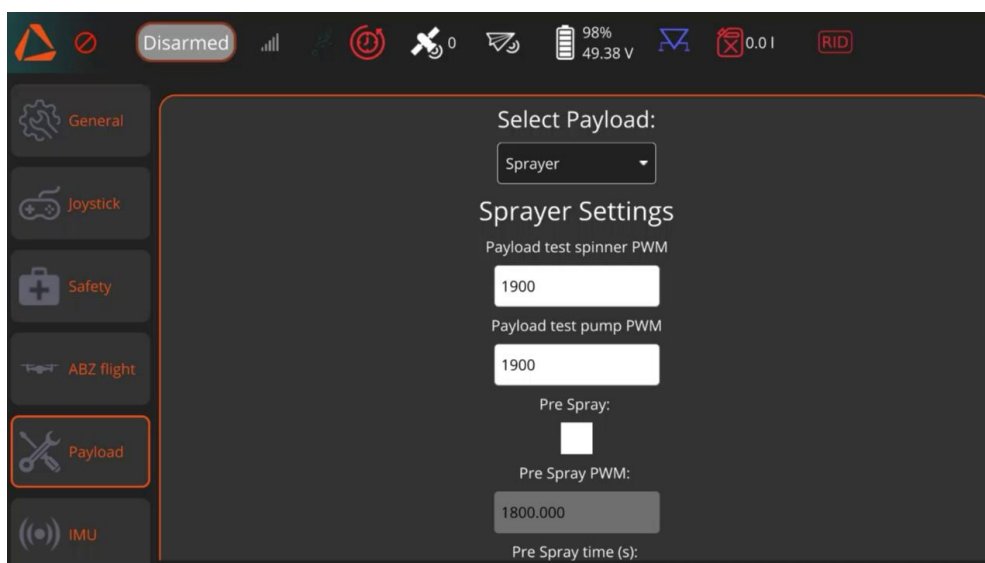 Disarmed
0
98%
49.38 V
0.0 l
RID
General
Joystick
Safety
ABZ flight
Payload
IMU
Select Payload:
Sprayer
Sprayer Settings
Payload test spinner PWM
1900
Payload test pump PWM
1900
Pre Spray:
Pre Spray PWM:
1800.000
Pre Spray time (s):